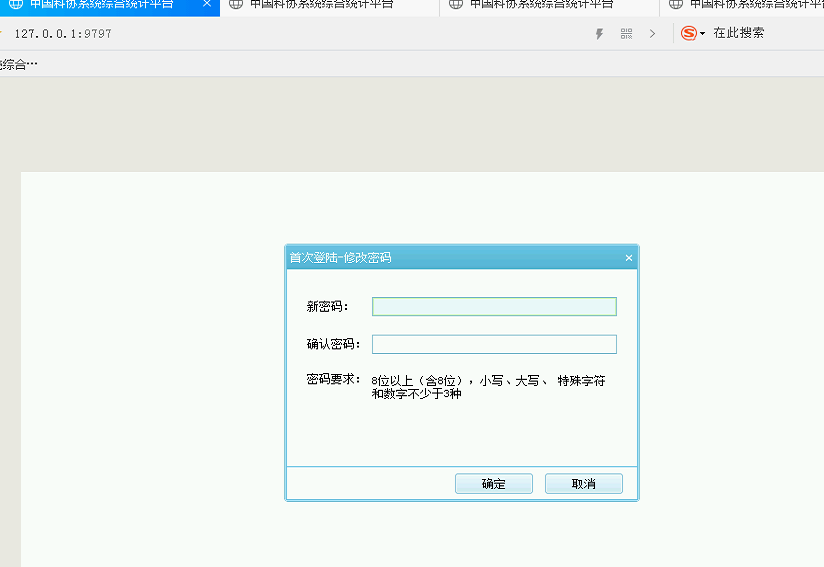 中国科协系统综合统计平台
中国科协系统综合统计平台
中国科协系统综合统计平台
中国科协系统综合统计平台
127.0.0.1:9797
在此搜索
综合…
首次登陆-修改密码
新密码：
确认密码：
密码要求：
8位以上（含8位），小写、大写、 特殊字符
和数字不少于3种
确定
取消